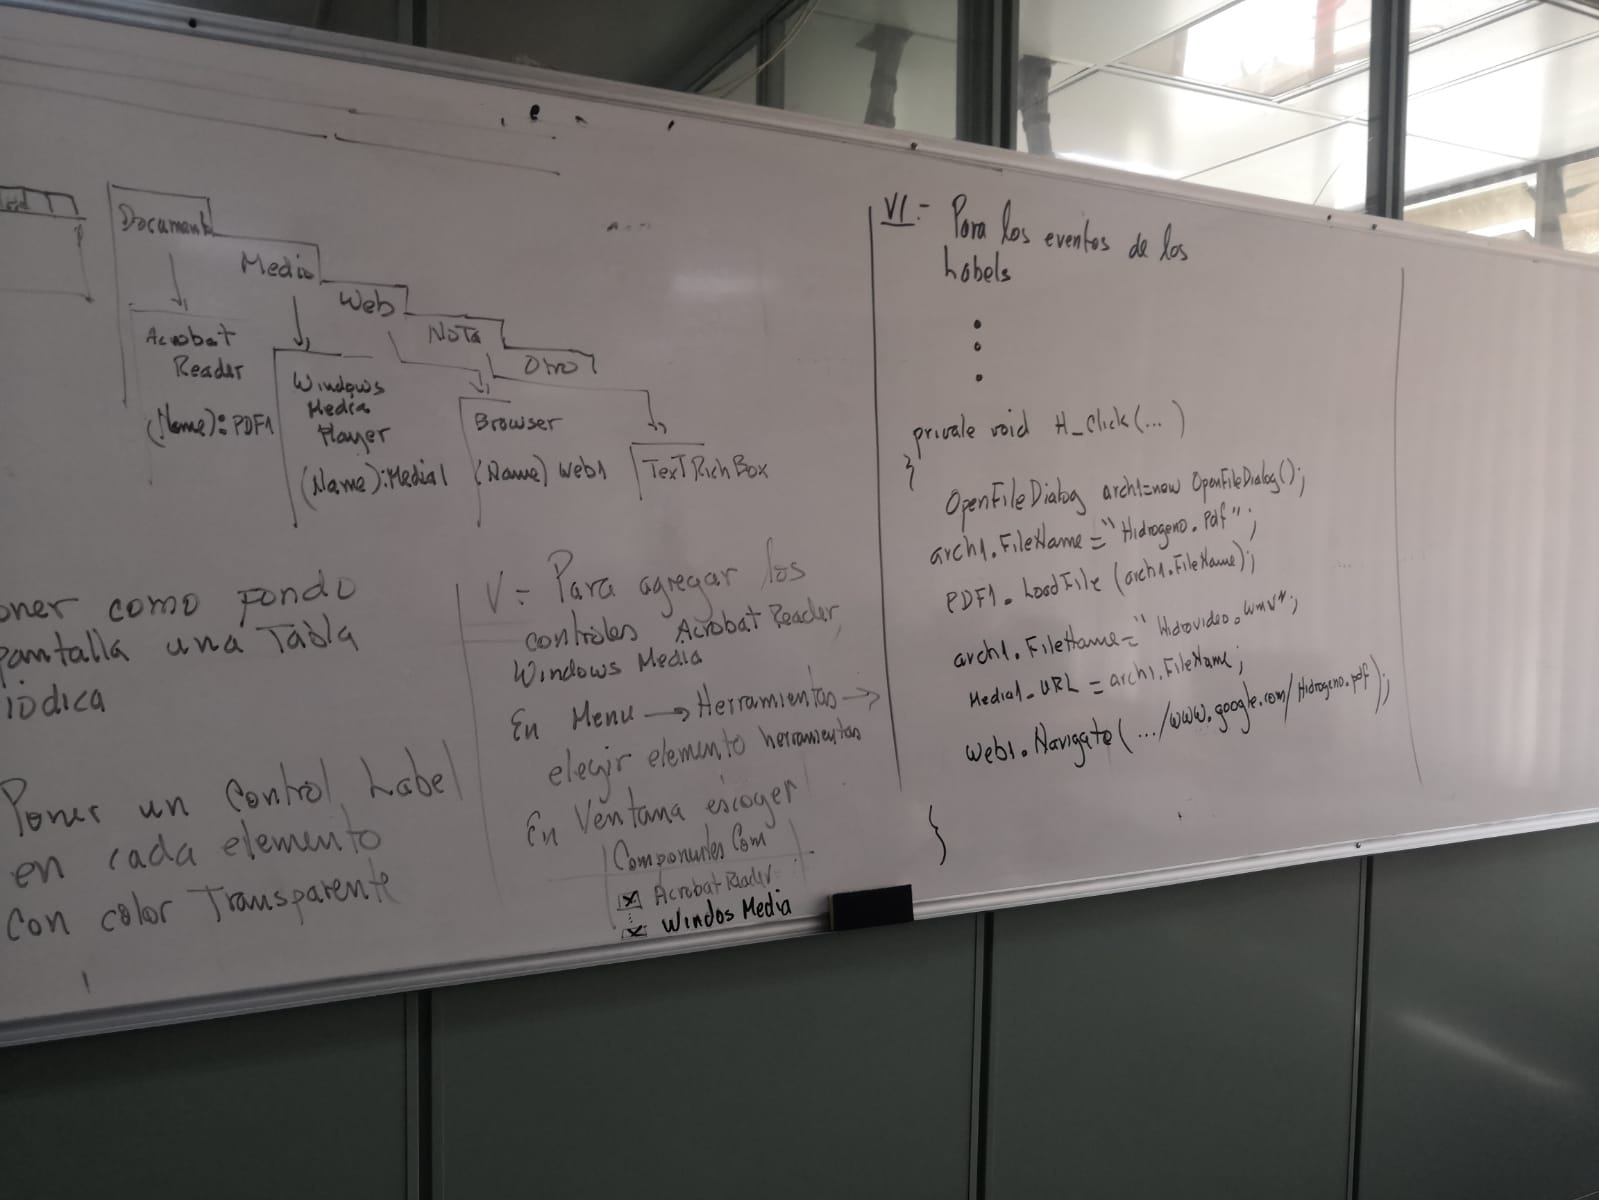 Document
Media
Web
Nota
Otro
Acrobat
Reader
(Name): PDF1
Windows
Media
Player
(Name): Media1
Browser
(Name) Web1
TexTRichBox
oner como Fondo
pantalla una Tabla
iódica
Poner un Control Label
en cada elemento
con color Transparente
V= Para agregar los
controles Acrobat Reader,
Windows Media
En Menu → Herramientas →
elegir elemento herramientas
En Ventana escoger
Componentes Com
Acrobat Reader
Windos Media
VI.- Para los eventos de los
Labels
private void H_Click(...)
}
OpenFileDialog arch1=new OpenFileDialog();
arch1.FileName="Hidrogeno.Pdf";
PDF1.LoadFile (arch1.FileName);
arch1.FileName="Hidrovideo.wmv";
Media1_URL = arch1.FileName;
Web1.Navigate(.../www.google.com/Hidrogeno.pdf);
}